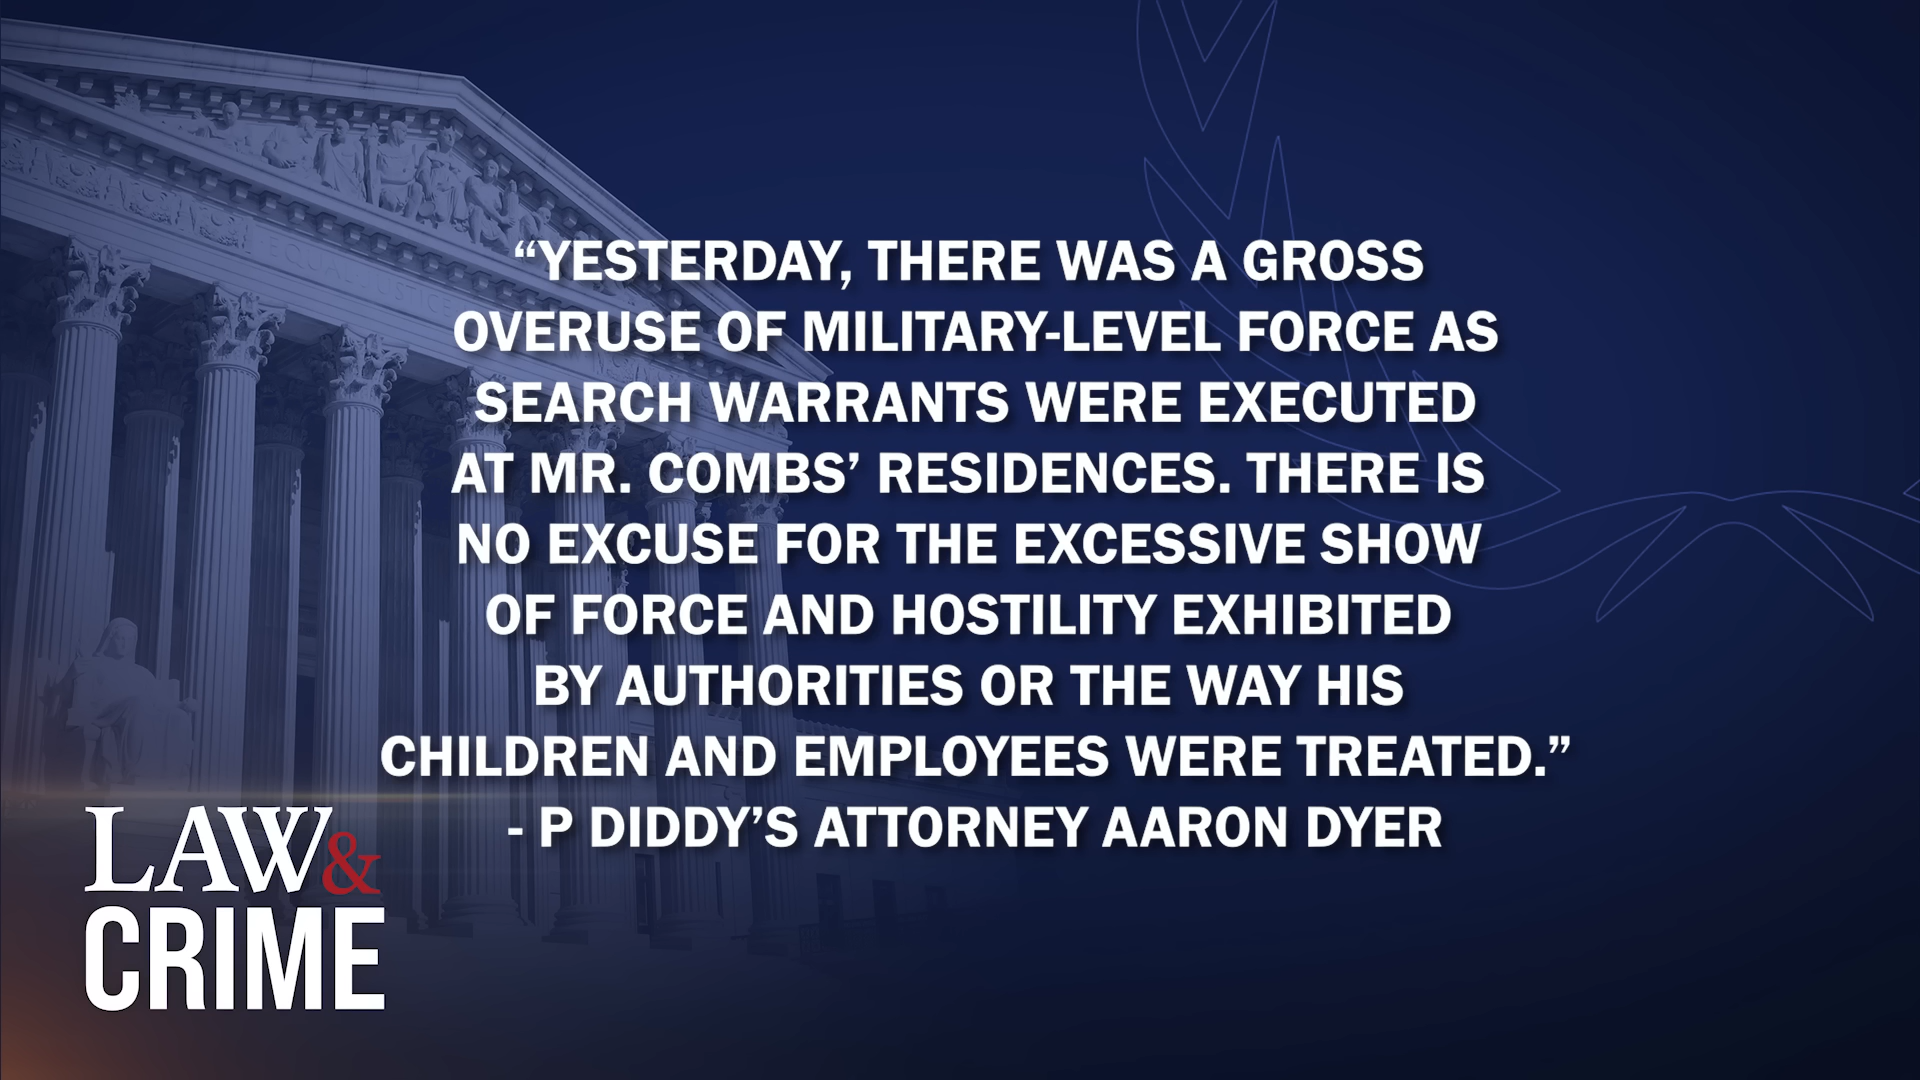 “YESTERDAY, THERE WAS A GROSS
OVERUSE OF MILITARY-LEVEL FORCE AS
SEARCH WARRANTS WERE EXECUTED
AT MR. COMBS’ RESIDENCES. THERE IS
NO EXCUSE FOR THE EXCESSIVE SHOW
OF FORCE AND HOSTILITY EXHIBITED
BY AUTHORITIES OR THE WAY HIS
CHILDREN AND EMPLOYEES WERE TREATED.”
- P DIDDY’S ATTORNEY AARON DYER
LAW&
CRIME
EQUAL JUSTICE